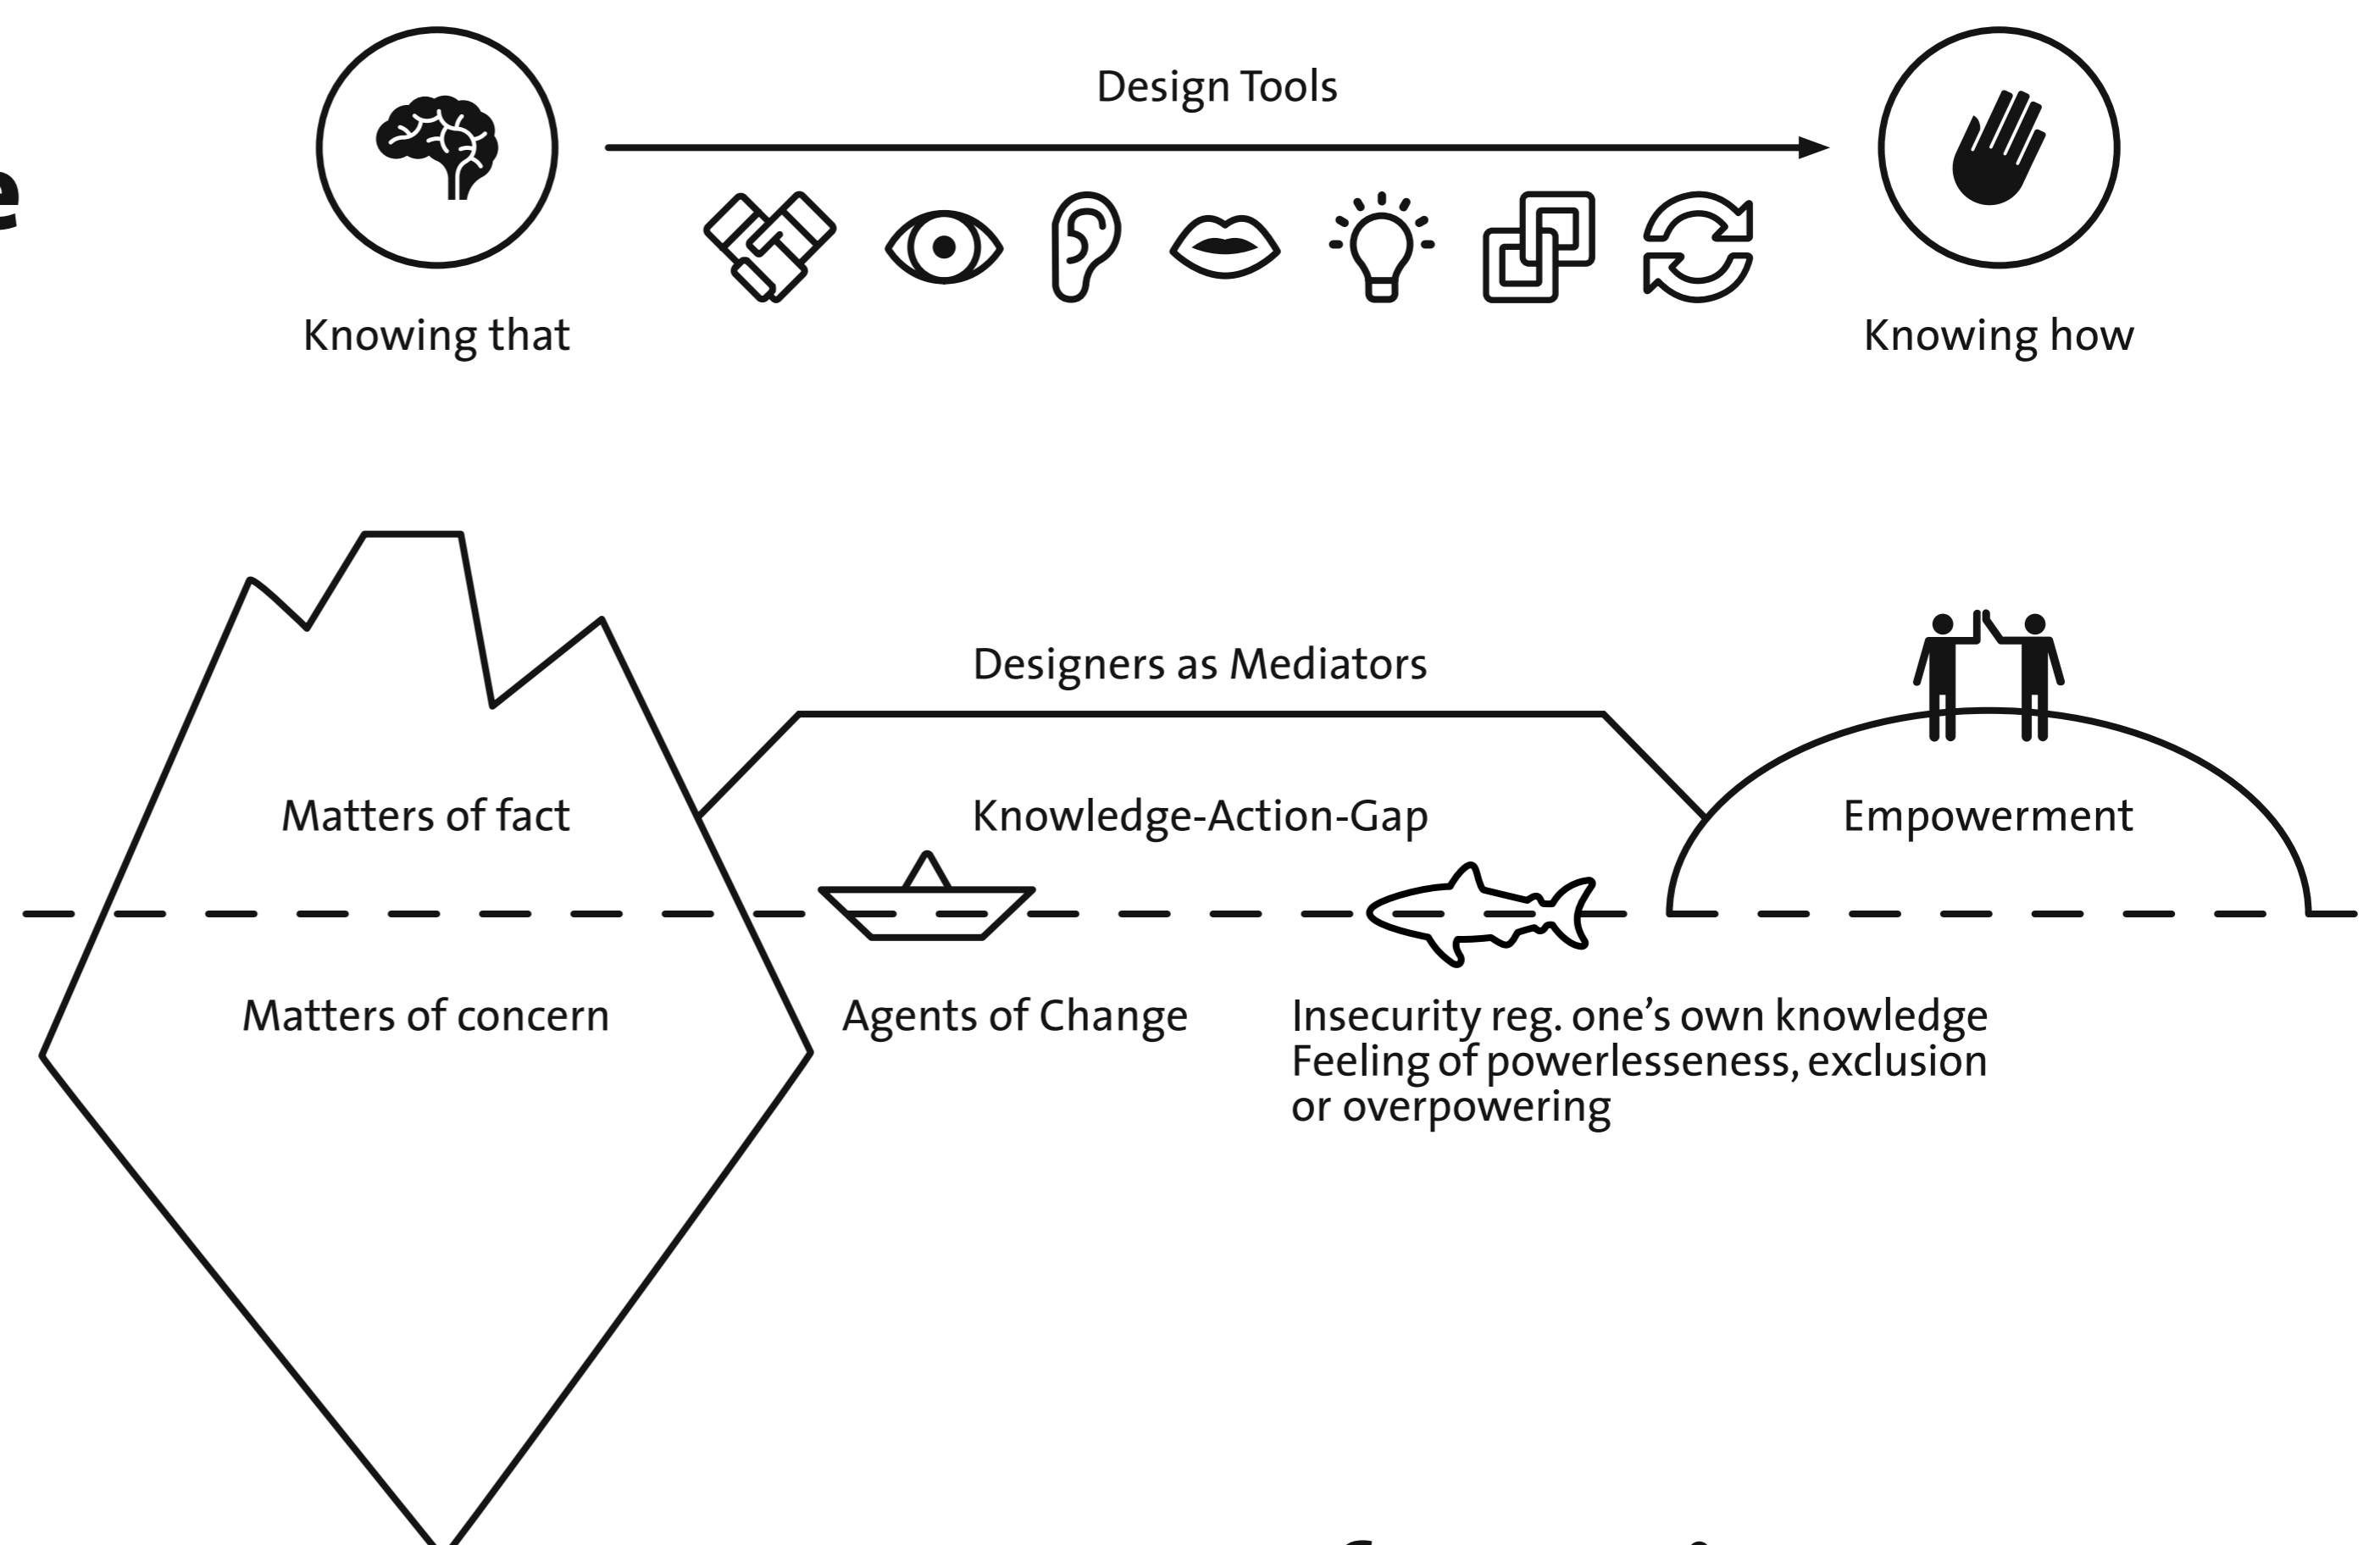 e
Design Tools
Knowing that
Knowing how
Designers as Mediators
Matters of fact
Knowledge-Action-Gap
Empowerment
Matters of concern
Agents of Change
Insecurity reg. one’s own knowledge
Feeling of powerlesseness, exclusion
or overpowering